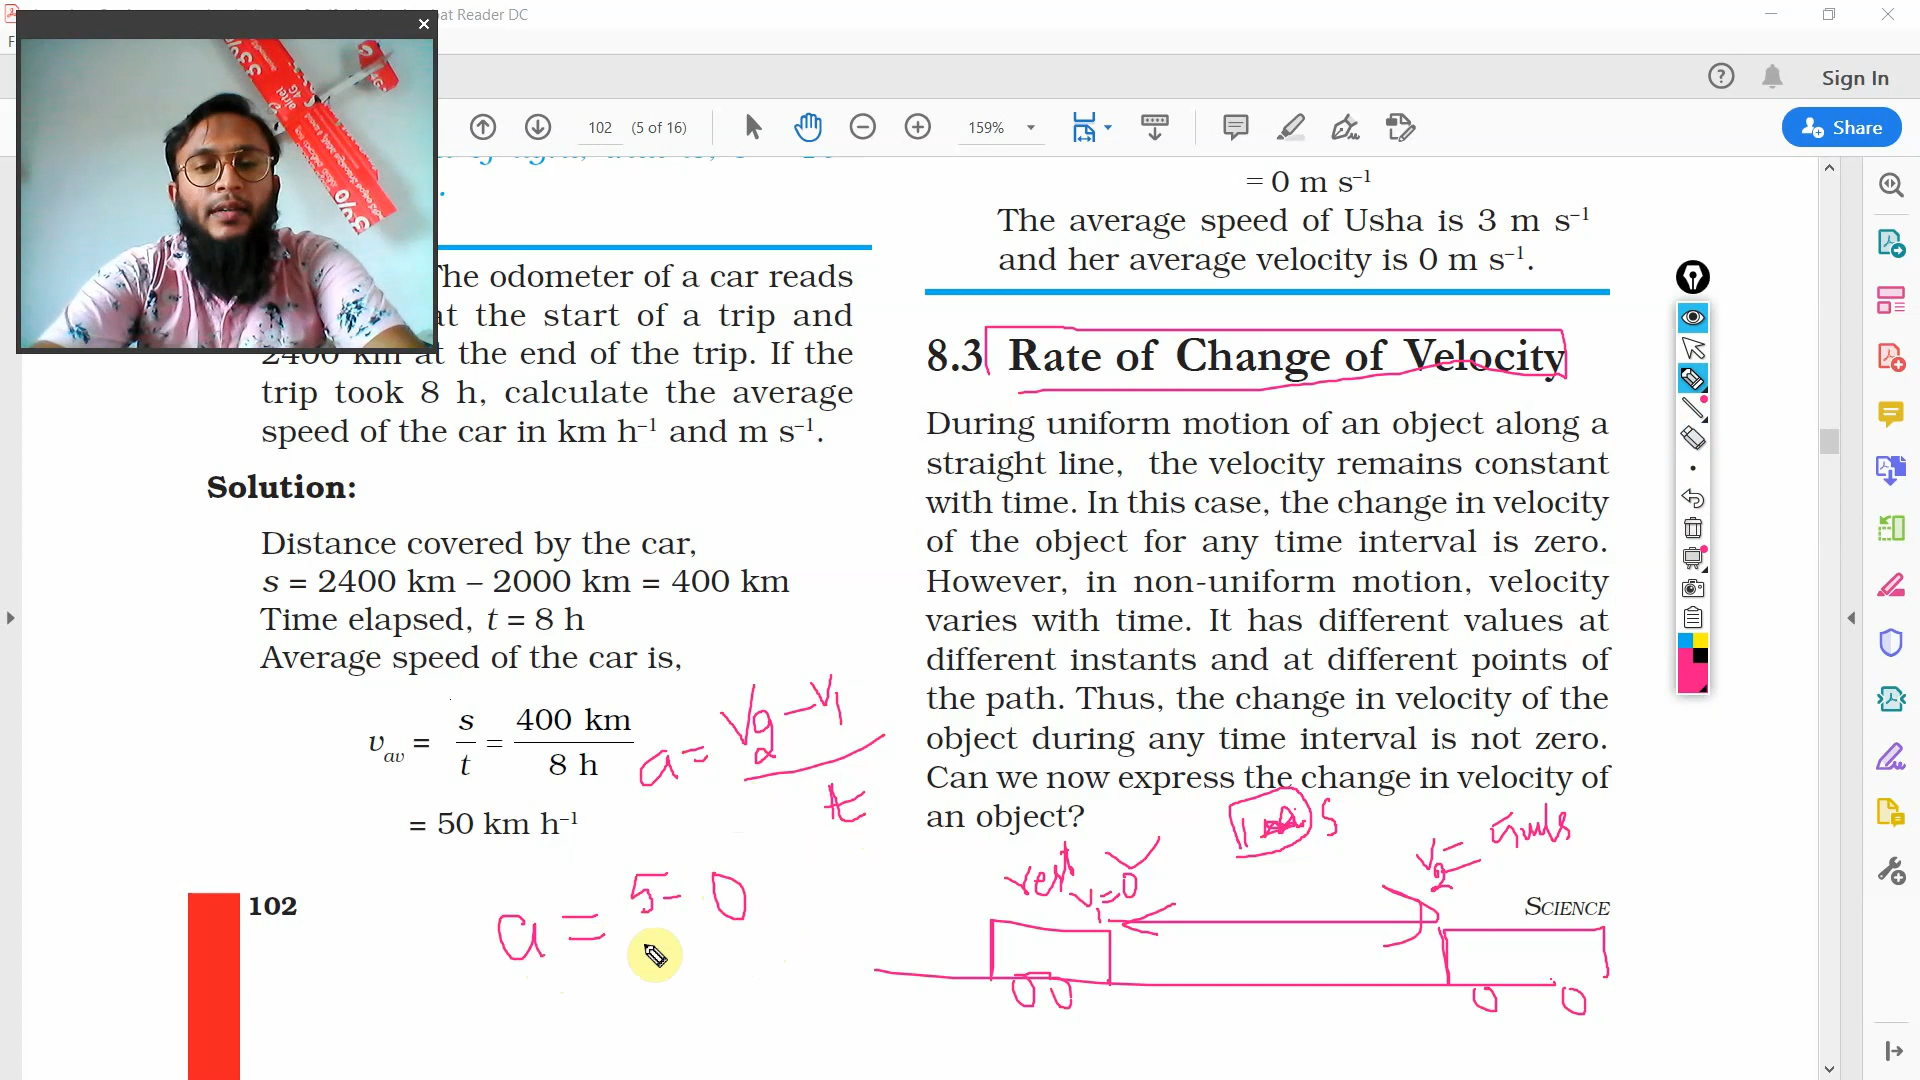 bat Reader DC
F
Sign In
102 (5 of 16)
159%
Share
airtel
4G
= 0 m s⁻¹
The average speed of Usha is 3 m s⁻¹
and her average velocity is 0 m s⁻¹.
The odometer of a car reads
at the start of a trip and
2400 km at the end of the trip. If the
trip took 8 h, calculate the average
speed of the car in km h⁻¹ and m s⁻¹.
Solution:
Distance covered by the car,
s = 2400 km – 2000 km = 400 km
Time elapsed, t = 8 h
Average speed of the car is,
v_av = s/t = 400 km/8 h
= 50 km h⁻¹
a = V₂ – V₁ / t
a = 5 – 0
102
8.3 Rate of Change of Velocity
During uniform motion of an object along a
straight line, the velocity remains constant
with time. In this case, the change in velocity
of the object for any time interval is zero.
However, in non-uniform motion, velocity
varies with time. It has different values at
different instants and at different points of
the path. Thus, the change in velocity of the
object during any time interval is not zero.
Can we now express the change in velocity of
an object?
rest
V₁=0
S
V₂=
SCIENCE